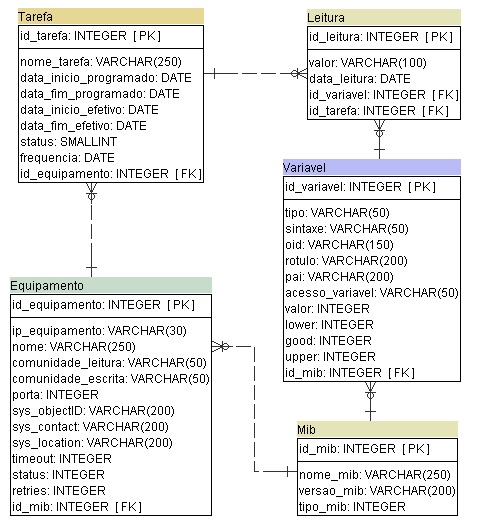 Tarefa
id_tarefa: INTEGER [PK]
nome_tarefa: VARCHAR(250)
data_inicio_programado: DATE
data_fim_programado: DATE
data_inicio_efetivo: DATE
data_fim_efetivo: DATE
status: SMALLINT
frequencia: DATE
id_equipamento: INTEGER [FK]
Leitura
id_leitura: INTEGER [PK]
valor: VARCHAR(100)
data_leitura: DATE
id_variavel: INTEGER [FK]
id_tarefa: INTEGER [FK]
Variavel
id_variavel: INTEGER [PK]
tipo: VARCHAR(50)
sintaxe: VARCHAR(50)
oid: VARCHAR(150)
rotulo: VARCHAR(200)
pai: VARCHAR(200)
acesso_variavel: VARCHAR(50)
valor: INTEGER
lower: INTEGER
good: INTEGER
upper: INTEGER
id_mib: INTEGER [FK]
Equipamento
id_equipamento: INTEGER [PK]
ip_equipamento: VARCHAR(30)
nome: VARCHAR(250)
comunidade_leitura: VARCHAR(50)
comunidade_escrita: VARCHAR(50)
porta: INTEGER
sys_objectID: VARCHAR(200)
sys_contact: VARCHAR(200)
sys_location: VARCHAR(200)
timeout: INTEGER
status: INTEGER
retries: INTEGER
id_mib: INTEGER [FK]
Mib
id_mib: INTEGER [PK]
nome_mib: VARCHAR(250)
versao_mib: VARCHAR(200)
tipo_mib: INTEGER